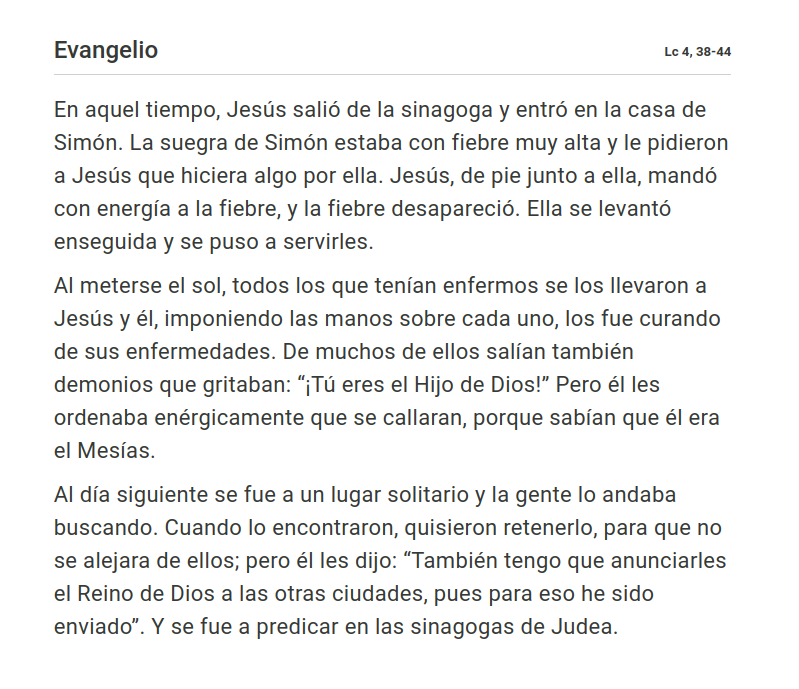 Evangelio
Lc 4, 38-44
En aquel tiempo, Jesús salió de la sinagoga y entró en la casa de
Simón. La suegra de Simón estaba con fiebre muy alta y le pidieron
a Jesús que hiciera algo por ella. Jesús, de pie junto a ella, mandó
con energía a la fiebre, y la fiebre desapareció. Ella se levantó
enseguida y se puso a servirles.
Al meterse el sol, todos los que tenían enfermos se los llevaron a
Jesús y él, imponiendo las manos sobre cada uno, los fue curando
de sus enfermedades. De muchos de ellos salían también
demonios que gritaban: “¡Tú eres el Hijo de Dios!” Pero él les
ordenaba enérgicamente que se callaran, porque sabían que él era
el Mesías.
Al día siguiente se fue a un lugar solitario y la gente lo andaba
buscando. Cuando lo encontraron, quisieron retenerlo, para que no
se alejara de ellos; pero él les dijo: “También tengo que anunciarles
el Reino de Dios a las otras ciudades, pues para eso he sido
enviado”. Y se fue a predicar en las sinagogas de Judea.